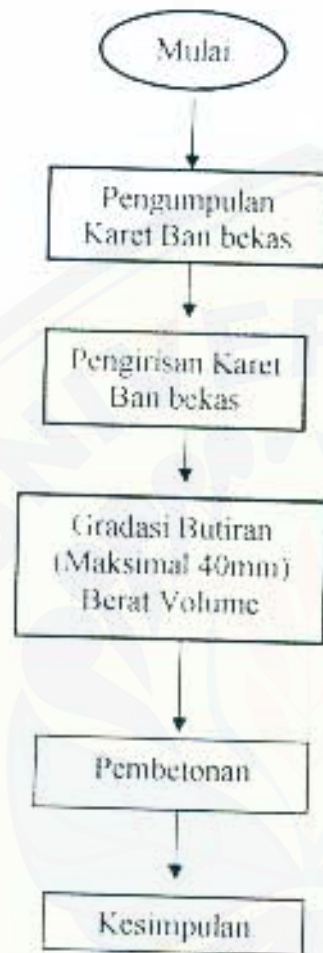 Mulai
Pengumpulan
Karet Ban bekas
Pengirisan Karet
Ban bekas
Gradasi Butiran
(Maksimal 40mm)
Berat Volume
Pembetonan
Kesimpulan